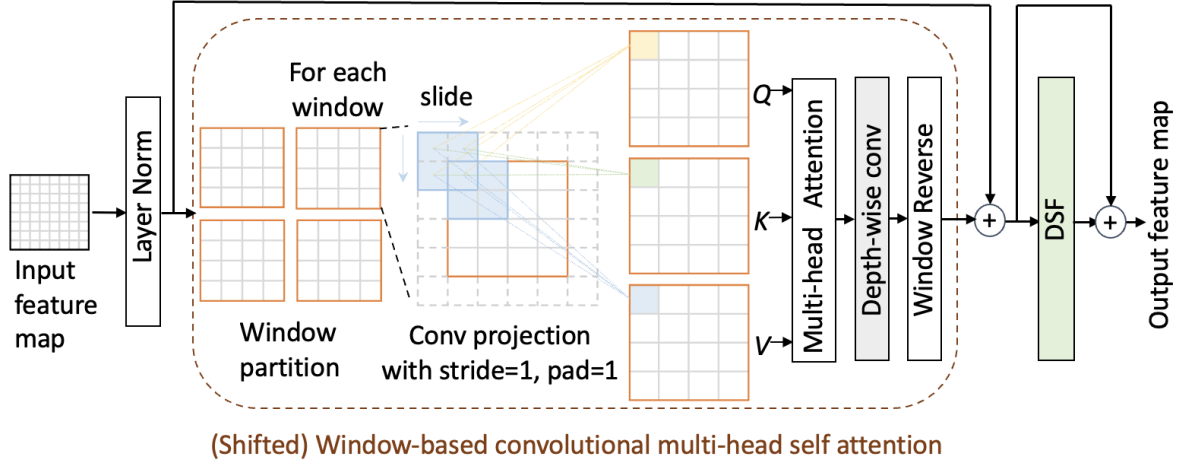 Input
feature
map
Layer Norm
For each
window
Window
partition
slide
Conv projection
with stride=1, pad=1
Q
K
V
Multi-head Attention
Depth-wise conv
Window Reverse
+
DSF
+
Output feature map
(Shifted) Window-based convolutional multi-head self attention